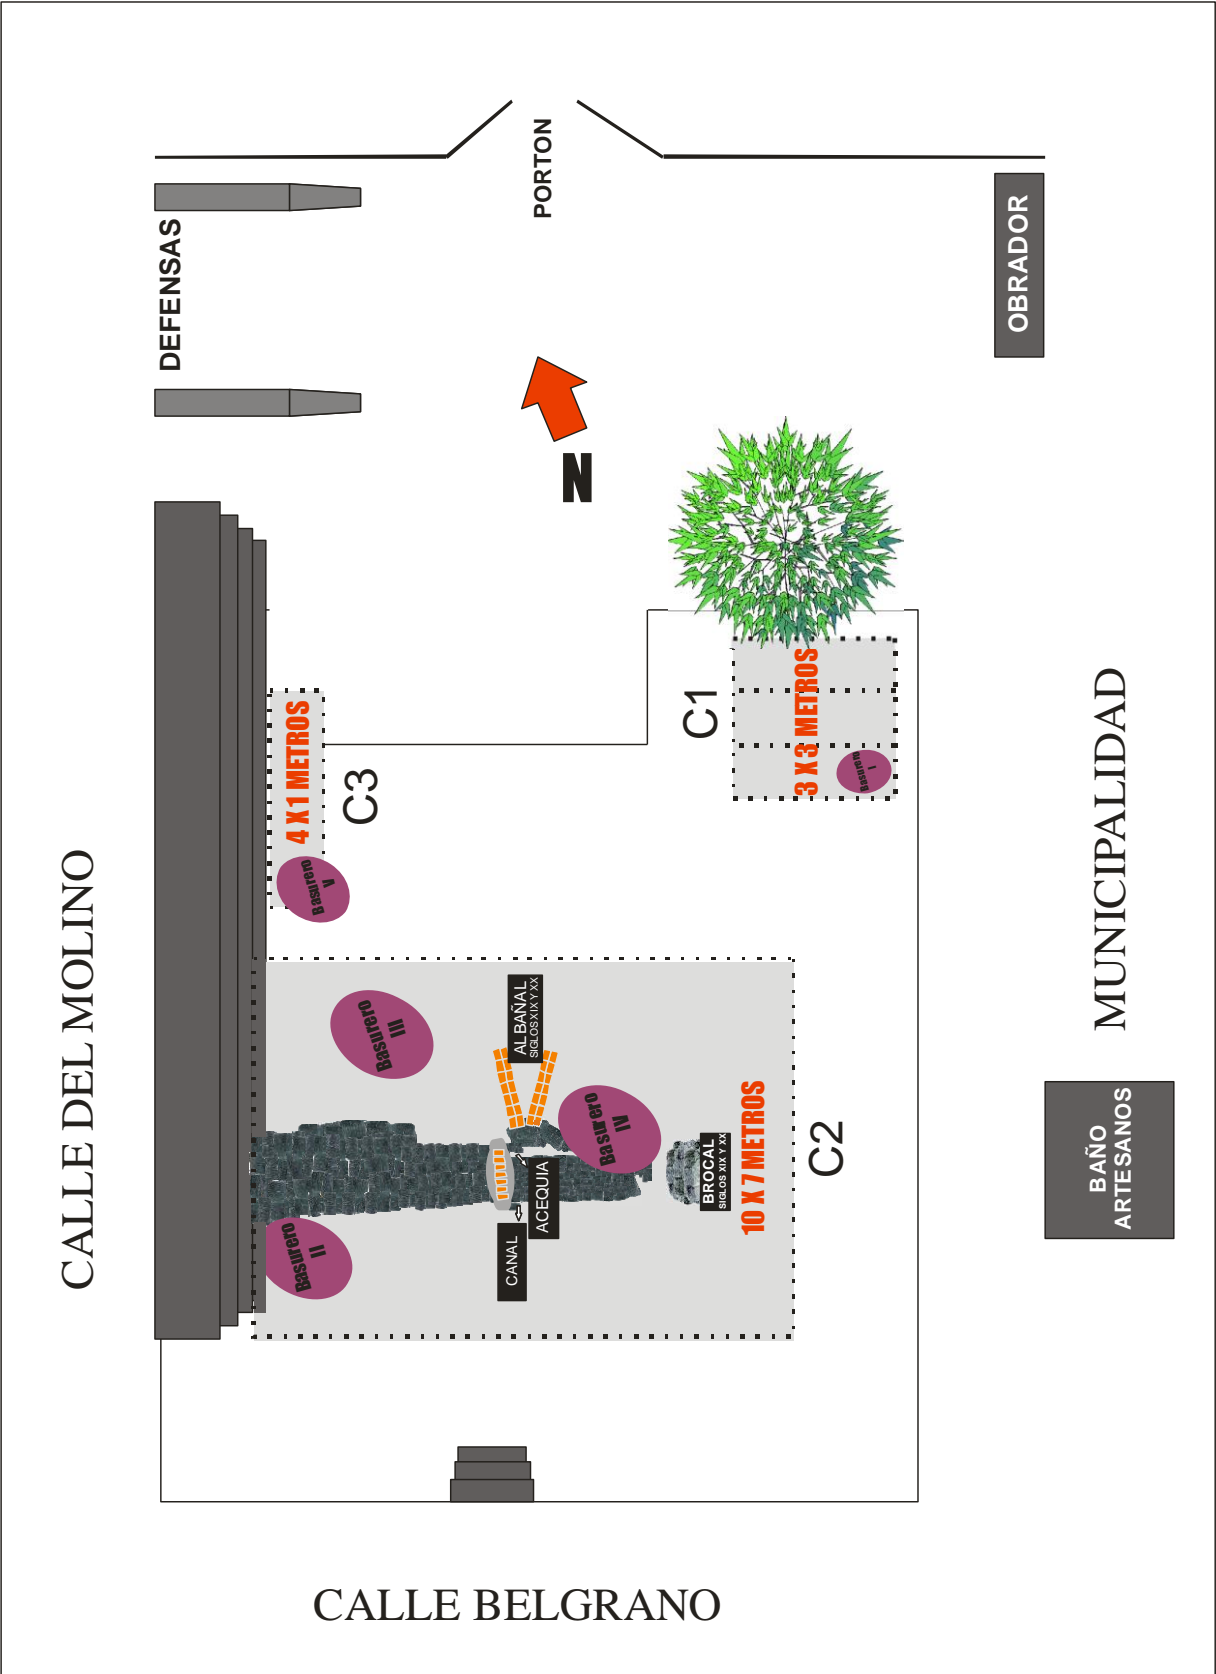 PORTON
DEFENSAS
OBRADOR
N
3 X 3 METROS
C1
Basurero
I
4 X 1 METROS
C3
Basurero
V
CALLE DEL MOLINO
MUNICIPALIDAD
Basurero
III
ALBAÑAL
SIGLOS XIX Y XX
Basurero
IV
BROCAL
SIGLOS XIX Y XX
10 X 7 METROS
C2
ACEQUIA
CANAL
Basurero
II
BAÑO
ARTESANOS
CALLE BELGRANO